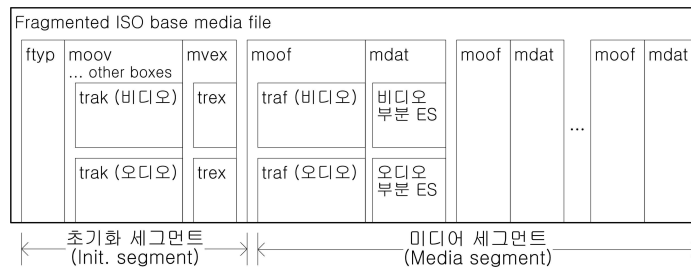 Fragmented ISO base media file
ftyp
moov
... other boxes
mvex
moof
mdat
moof
mdat
moof
mdat
trak (비디오)
trex
traf (비디오)
비디오
부분 ES
...
trak (오디오)
trex
traf (오디오)
오디오
부분 ES
초기화 세그먼트
(Init. segment)
미디어 세그먼트
(Media segment)